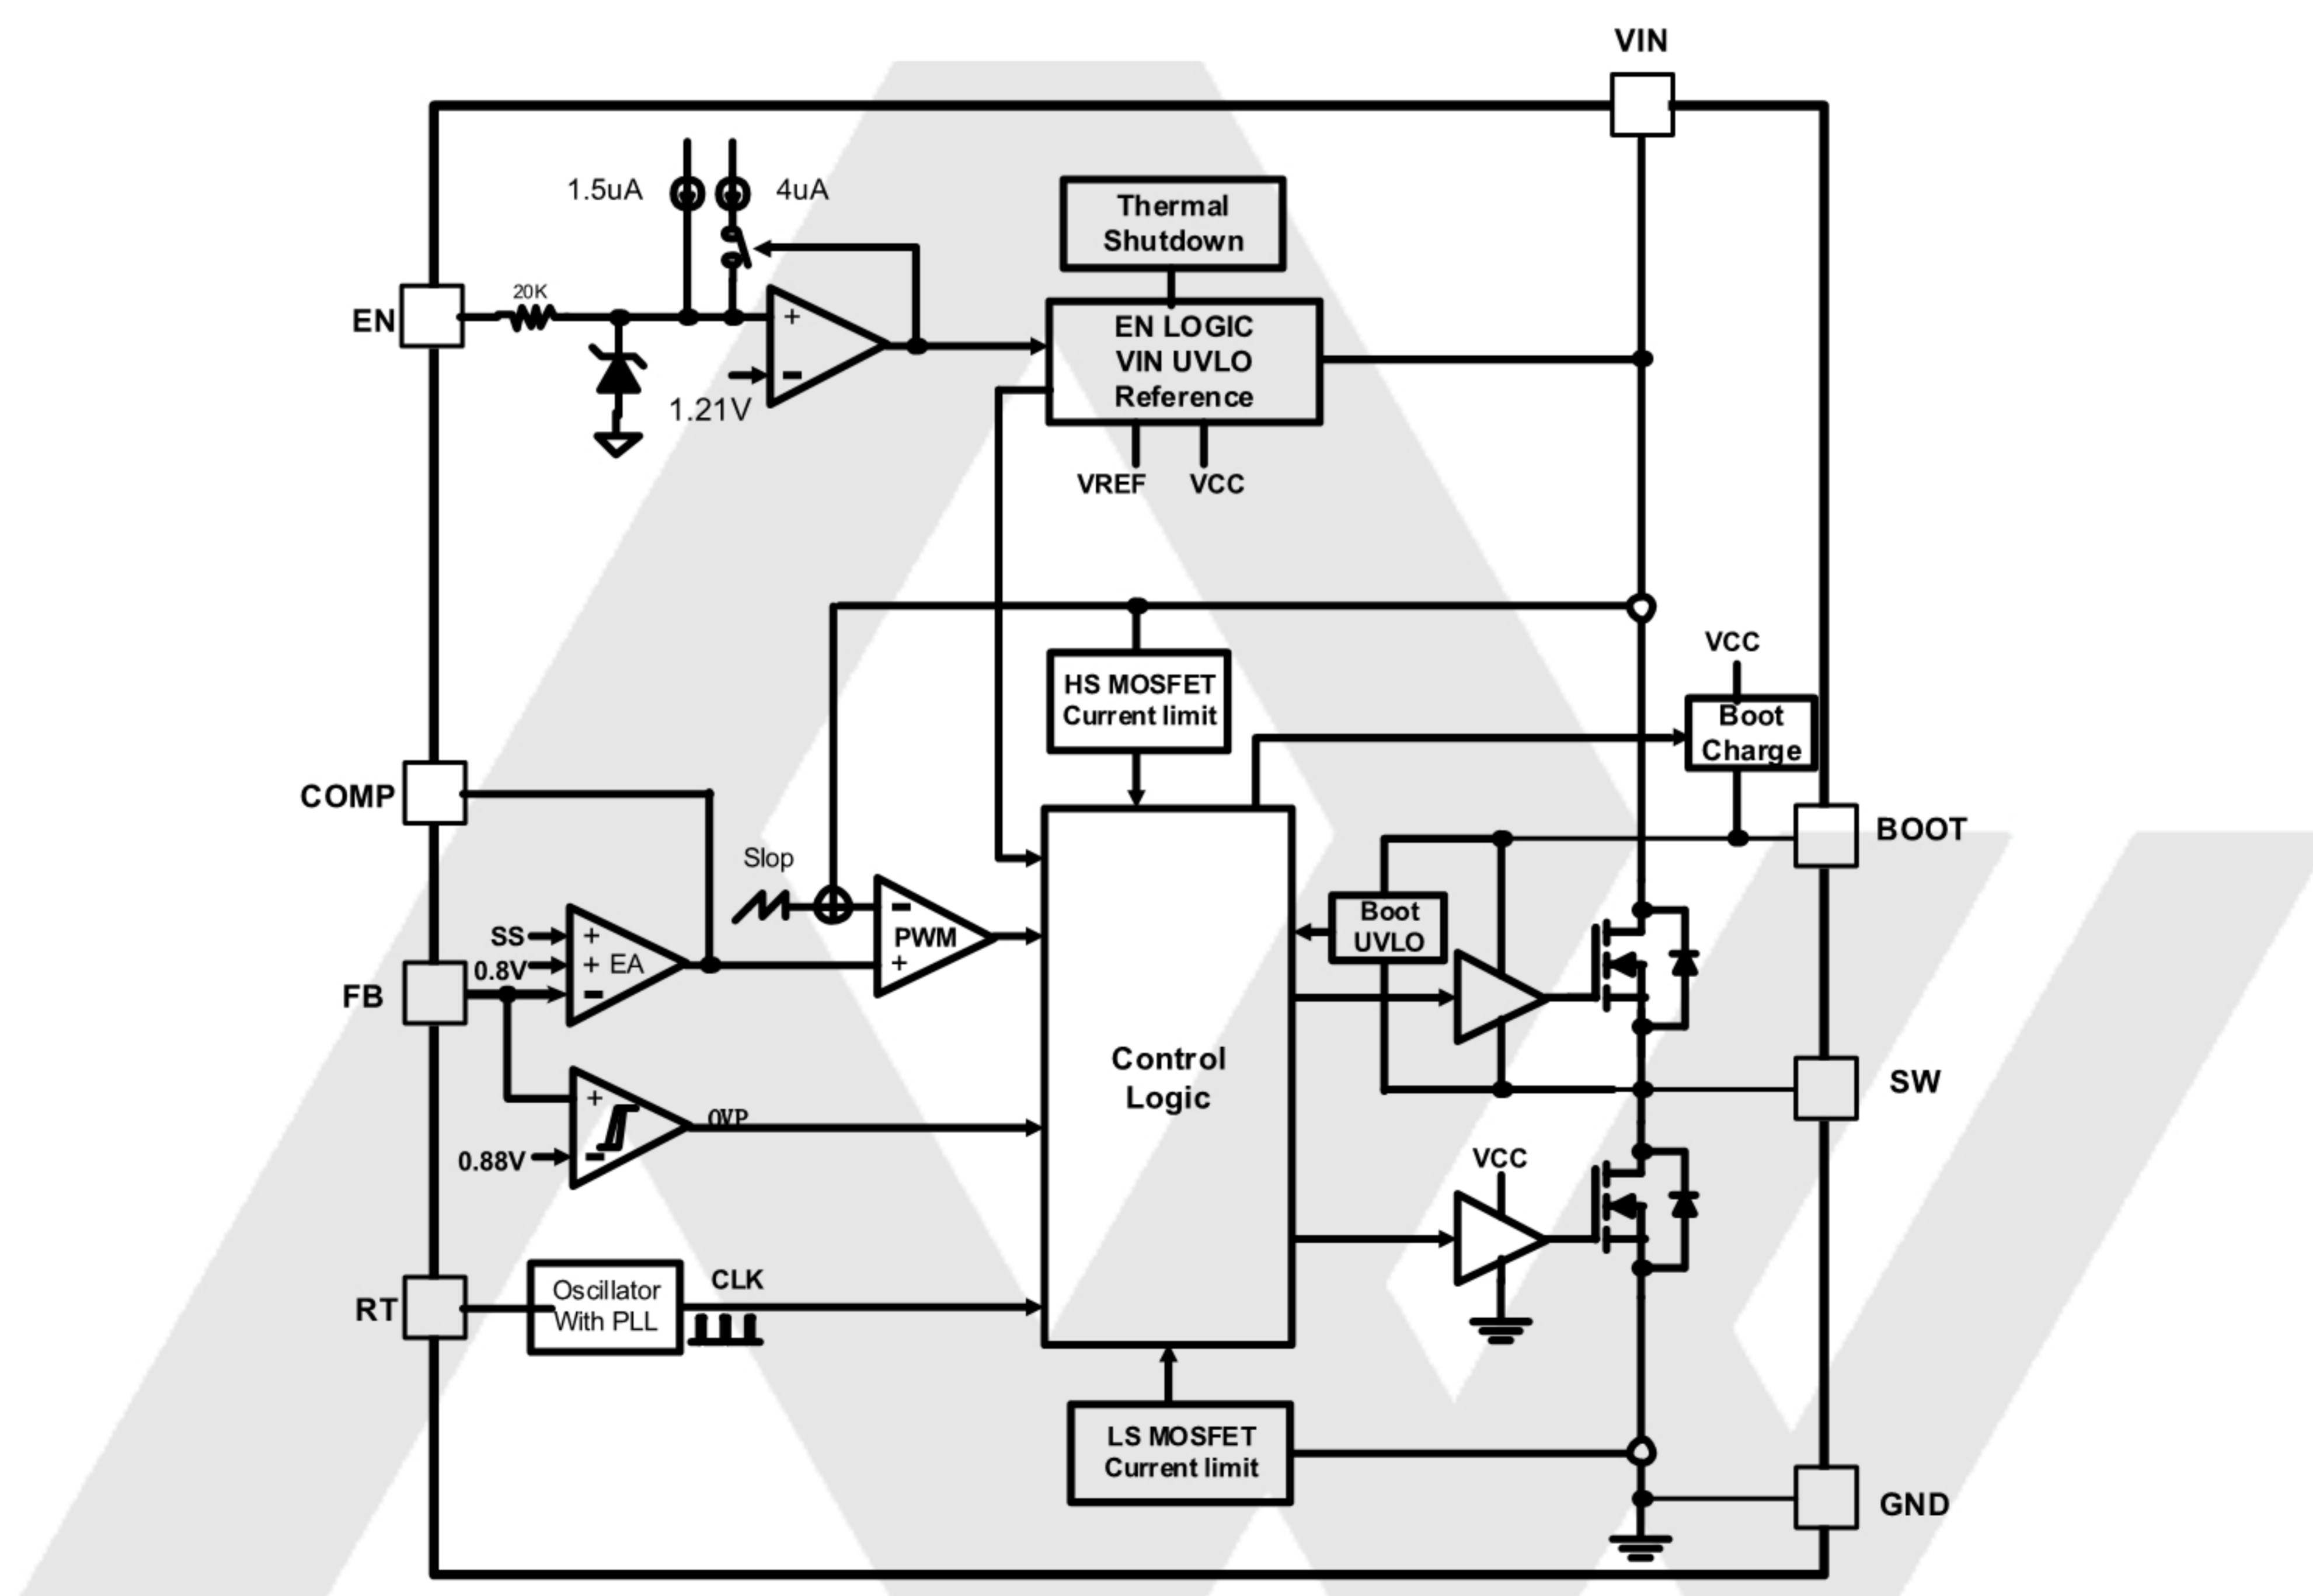 VIN
1.5uA
4uA
Thermal
Shutdown
20K
EN
+
-
1.21V
EN LOGIC
VIN UVLO
Reference
VREF
VCC
VCC
HS MOSFET
Current limit
Boot
Charge
COMP
BOOT
Slop
-
PWM
+
Boot
UVLO
SS
+
0.8V
+ EA
-
FB
Control
Logic
SW
+
OVP
0.88V
-
VCC
CLK
Oscillator
With PLL
RT
LS MOSFET
Current limit
GND